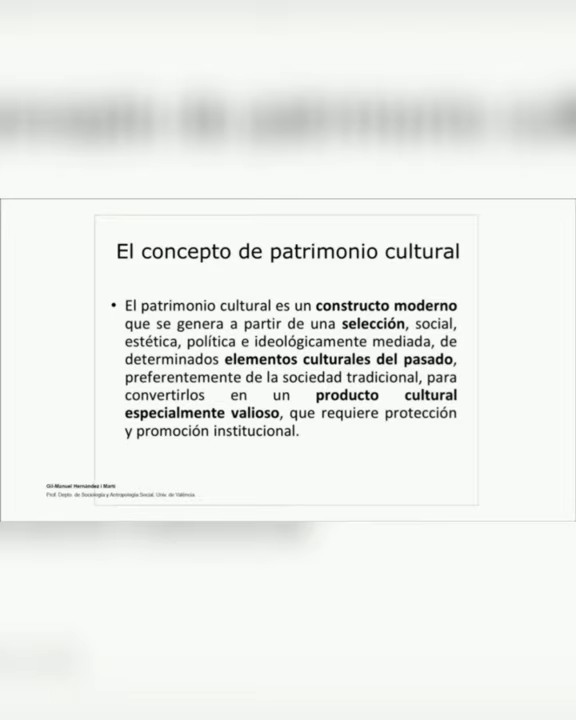 El concepto de patrimonio cultural
• El patrimonio cultural es un constructo moderno
que se genera a partir de una selección, social,
estética, política e ideológicamente mediada, de
determinados elementos culturales del pasado,
preferentemente de la sociedad tradicional, para
convertirlos en un producto cultural
especialmente valioso, que requiere protección
y promoción institucional.
Gil-Manuel Hernández i Martí
Prof. Depto. de Sociología y Antropología Social. Univ. de València